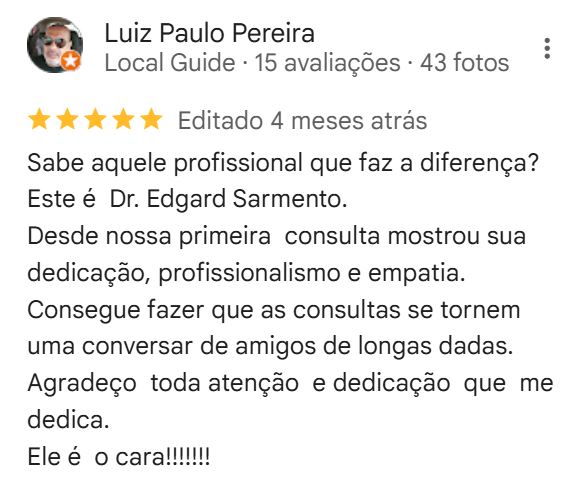 Luiz Paulo Pereira
Local Guide · 15 avaliações · 43 fotos
Editado 4 meses atrás
Sabe aquele profissional que faz a diferença?
Este é  Dr. Edgard Sarmento.
Desde nossa primeira  consulta mostrou sua
dedicação, profissionalismo e empatia.
Consegue fazer que as consultas se tornem
uma conversar de amigos de longas dadas.
Agradeço  toda atenção  e dedicação  que  me
dedica.
Ele é  o cara!!!!!!!